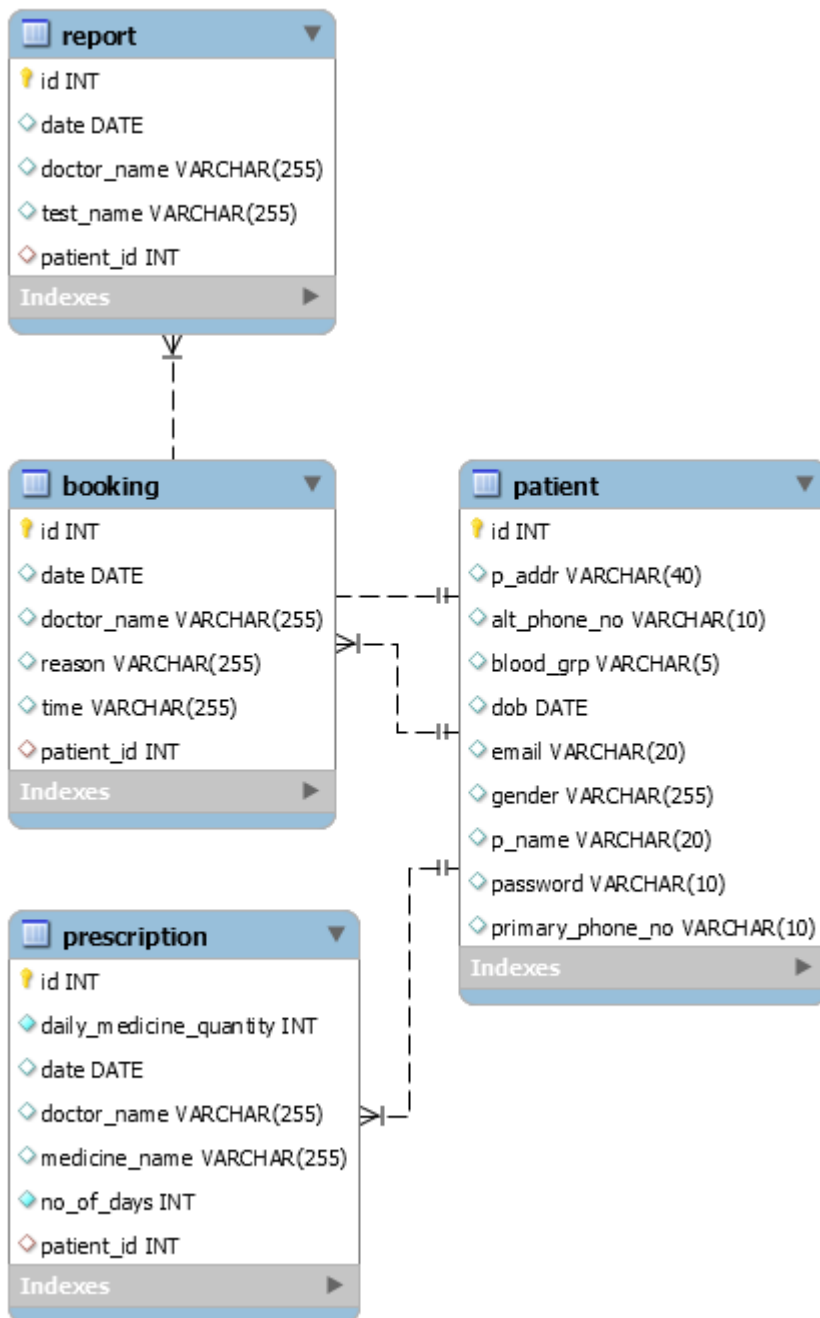 report
id INT
date DATE
doctor_name VARCHAR(255)
test_name VARCHAR(255)
patient_id INT
Indexes
booking
id INT
date DATE
doctor_name VARCHAR(255)
reason VARCHAR(255)
time VARCHAR(255)
patient_id INT
Indexes
patient
id INT
p_addr VARCHAR(40)
alt_phone_no VARCHAR(10)
blood_grp VARCHAR(5)
dob DATE
email VARCHAR(20)
gender VARCHAR(255)
p_name VARCHAR(20)
password VARCHAR(10)
primary_phone_no VARCHAR(10)
Indexes
prescription
id INT
daily_medicine_quantity INT
date DATE
doctor_name VARCHAR(255)
medicine_name VARCHAR(255)
no_of_days INT
patient_id INT
Indexes